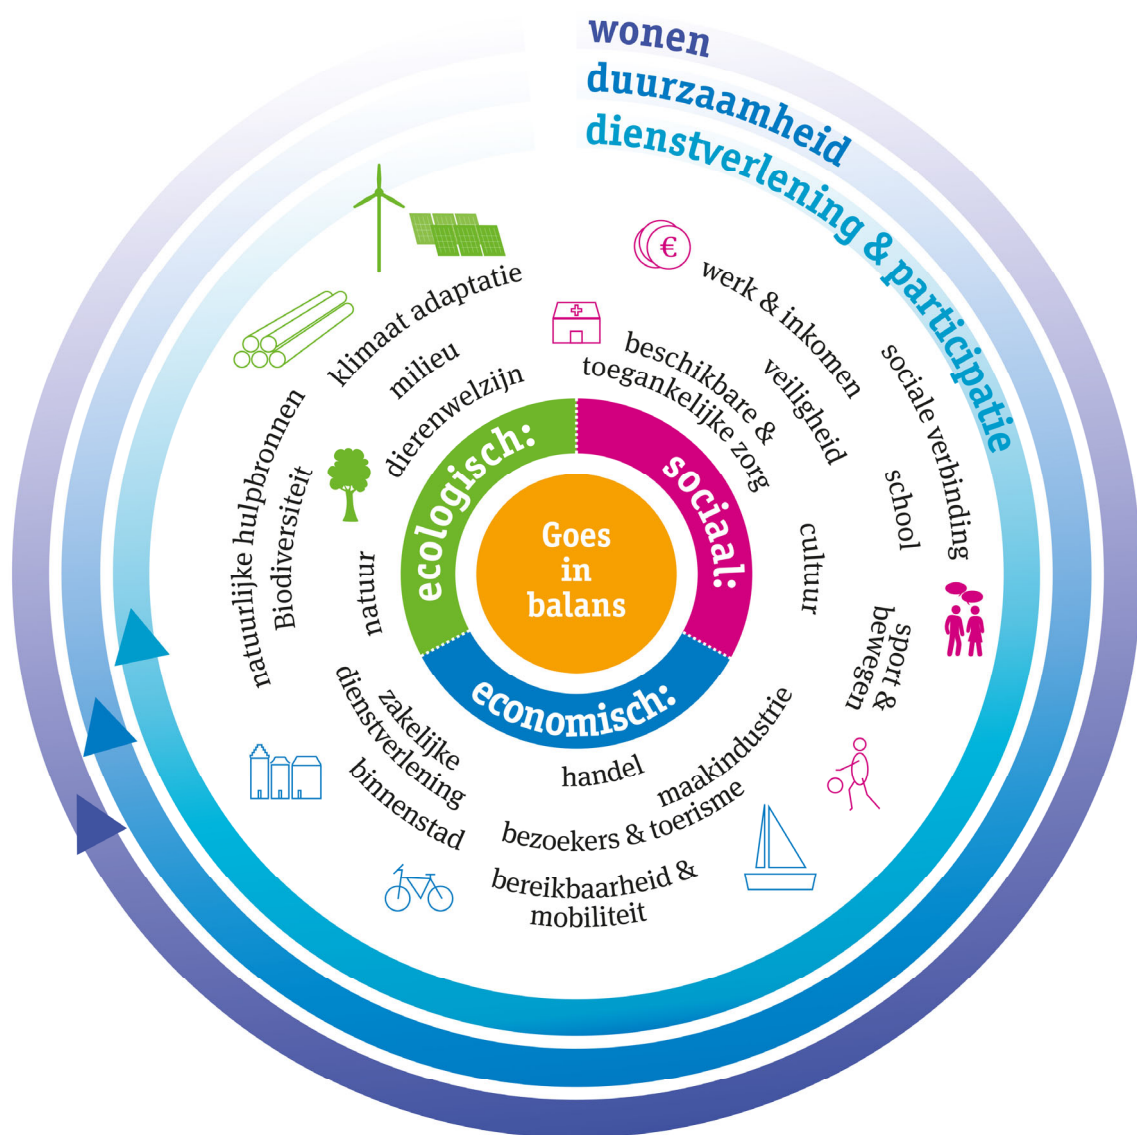 wonen
duurzaamheid
dienstverlening & participatie
€
werk & inkomen
beschikbare &
toegankelijke zorg
veiligheid
sociale verbinding
school
cultuur
sport &
bewegen
sociaal:
klimaat adaptatie
milieu
dierenwelzijn
natuurlijke hulpbronnen
Biodiversiteit
natuur
ecologisch:
Goes
in
balans
economisch:
zakelijke
dienstverlening
binnenstad
handel
maakindustrie
bezoekers & toerisme
bereikbaarheid &
mobiliteit